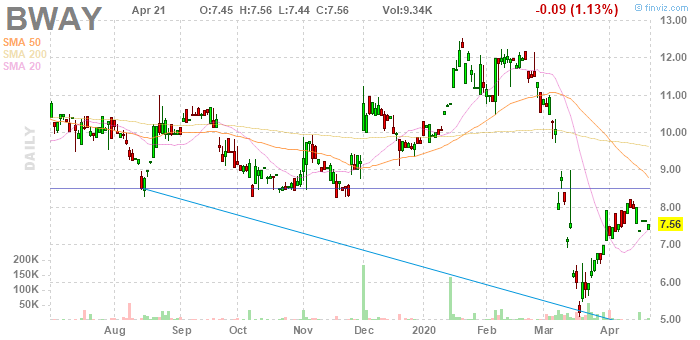 BWAY
Apr 21 O:7.45 H:7.56 L:7.44 C:7.56 Vol:9.34K -0.09 (1.13%)
© finviz.com
SMA 50
SMA 200
SMA 20
DAILY
13.00
12.00
11.00
10.00
9.00
8.00
7.56
7.00
6.00
5.00
200K
150K
100K
50K
Aug Sep Oct Nov Dec 2020 Feb Mar Apr